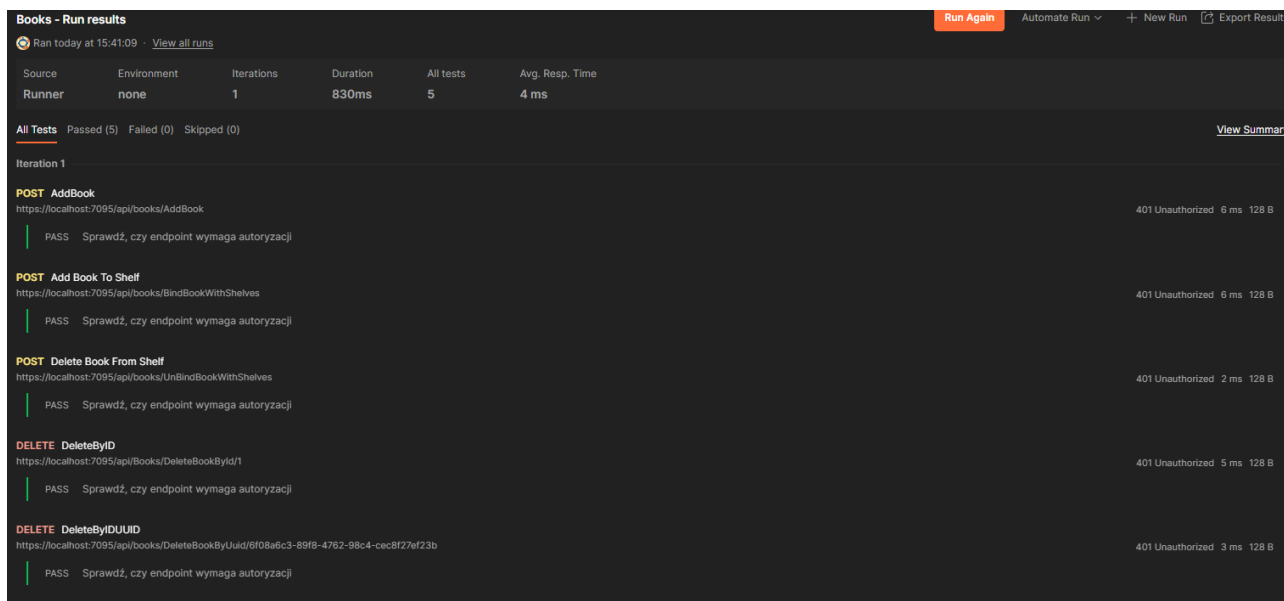 Books - Run results
Run Again Automate Run + New Run Export Result
Ran today at 15:41:09 · View all runs
Source Environment Iterations Duration All tests Avg. Resp. Time
Runner none 1 830ms 5 4 ms
All Tests Passed (5) Failed (0) Skipped (0) View Summar
Iteration 1
POST AddBook
https://localhost:7095/api/books/AddBook 401 Unauthorized 6 ms 128 B
PASS Sprawdź, czy endpoint wymaga autoryzacji
POST Add Book To Shelf
https://localhost:7095/api/books/BindBookWithShelves 401 Unauthorized 6 ms 128 B
PASS Sprawdź, czy endpoint wymaga autoryzacji
POST Delete Book From Shelf
https://localhost:7095/api/books/UnBindBookWithShelves 401 Unauthorized 2 ms 128 B
PASS Sprawdź, czy endpoint wymaga autoryzacji
DELETE DeleteByID
https://localhost:7095/api/Books/DeleteBookById/1 401 Unauthorized 5 ms 128 B
PASS Sprawdź, czy endpoint wymaga autoryzacji
DELETE DeleteByIDUUID
https://localhost:7095/api/books/DeleteBookByUuid/6f08a6c3-89f8-4762-98c4-cec8f27ef23b 401 Unauthorized 3 ms 128 B
PASS Sprawdź, czy endpoint wymaga autoryzacji